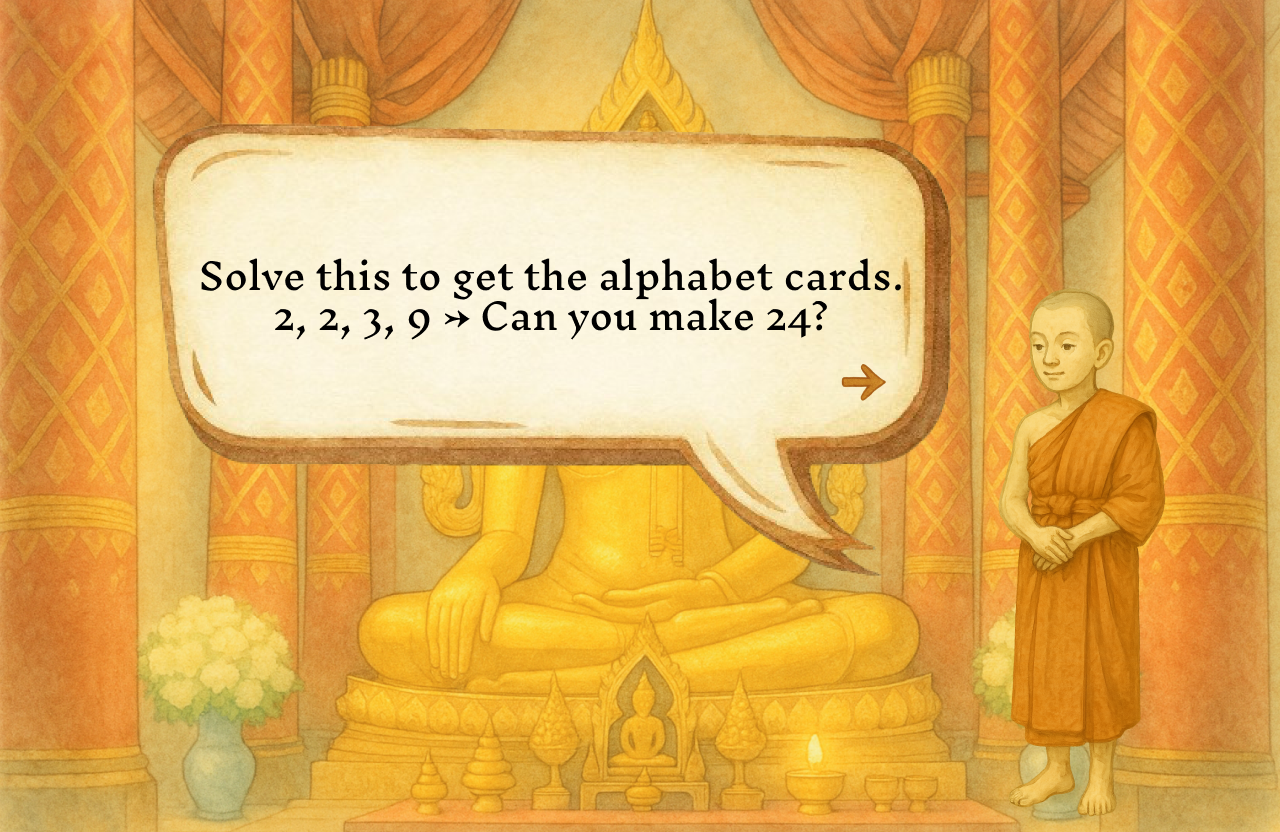 Solve this to get the alphabet cards.
2, 2, 3, 9 ➳ Can you make 24?